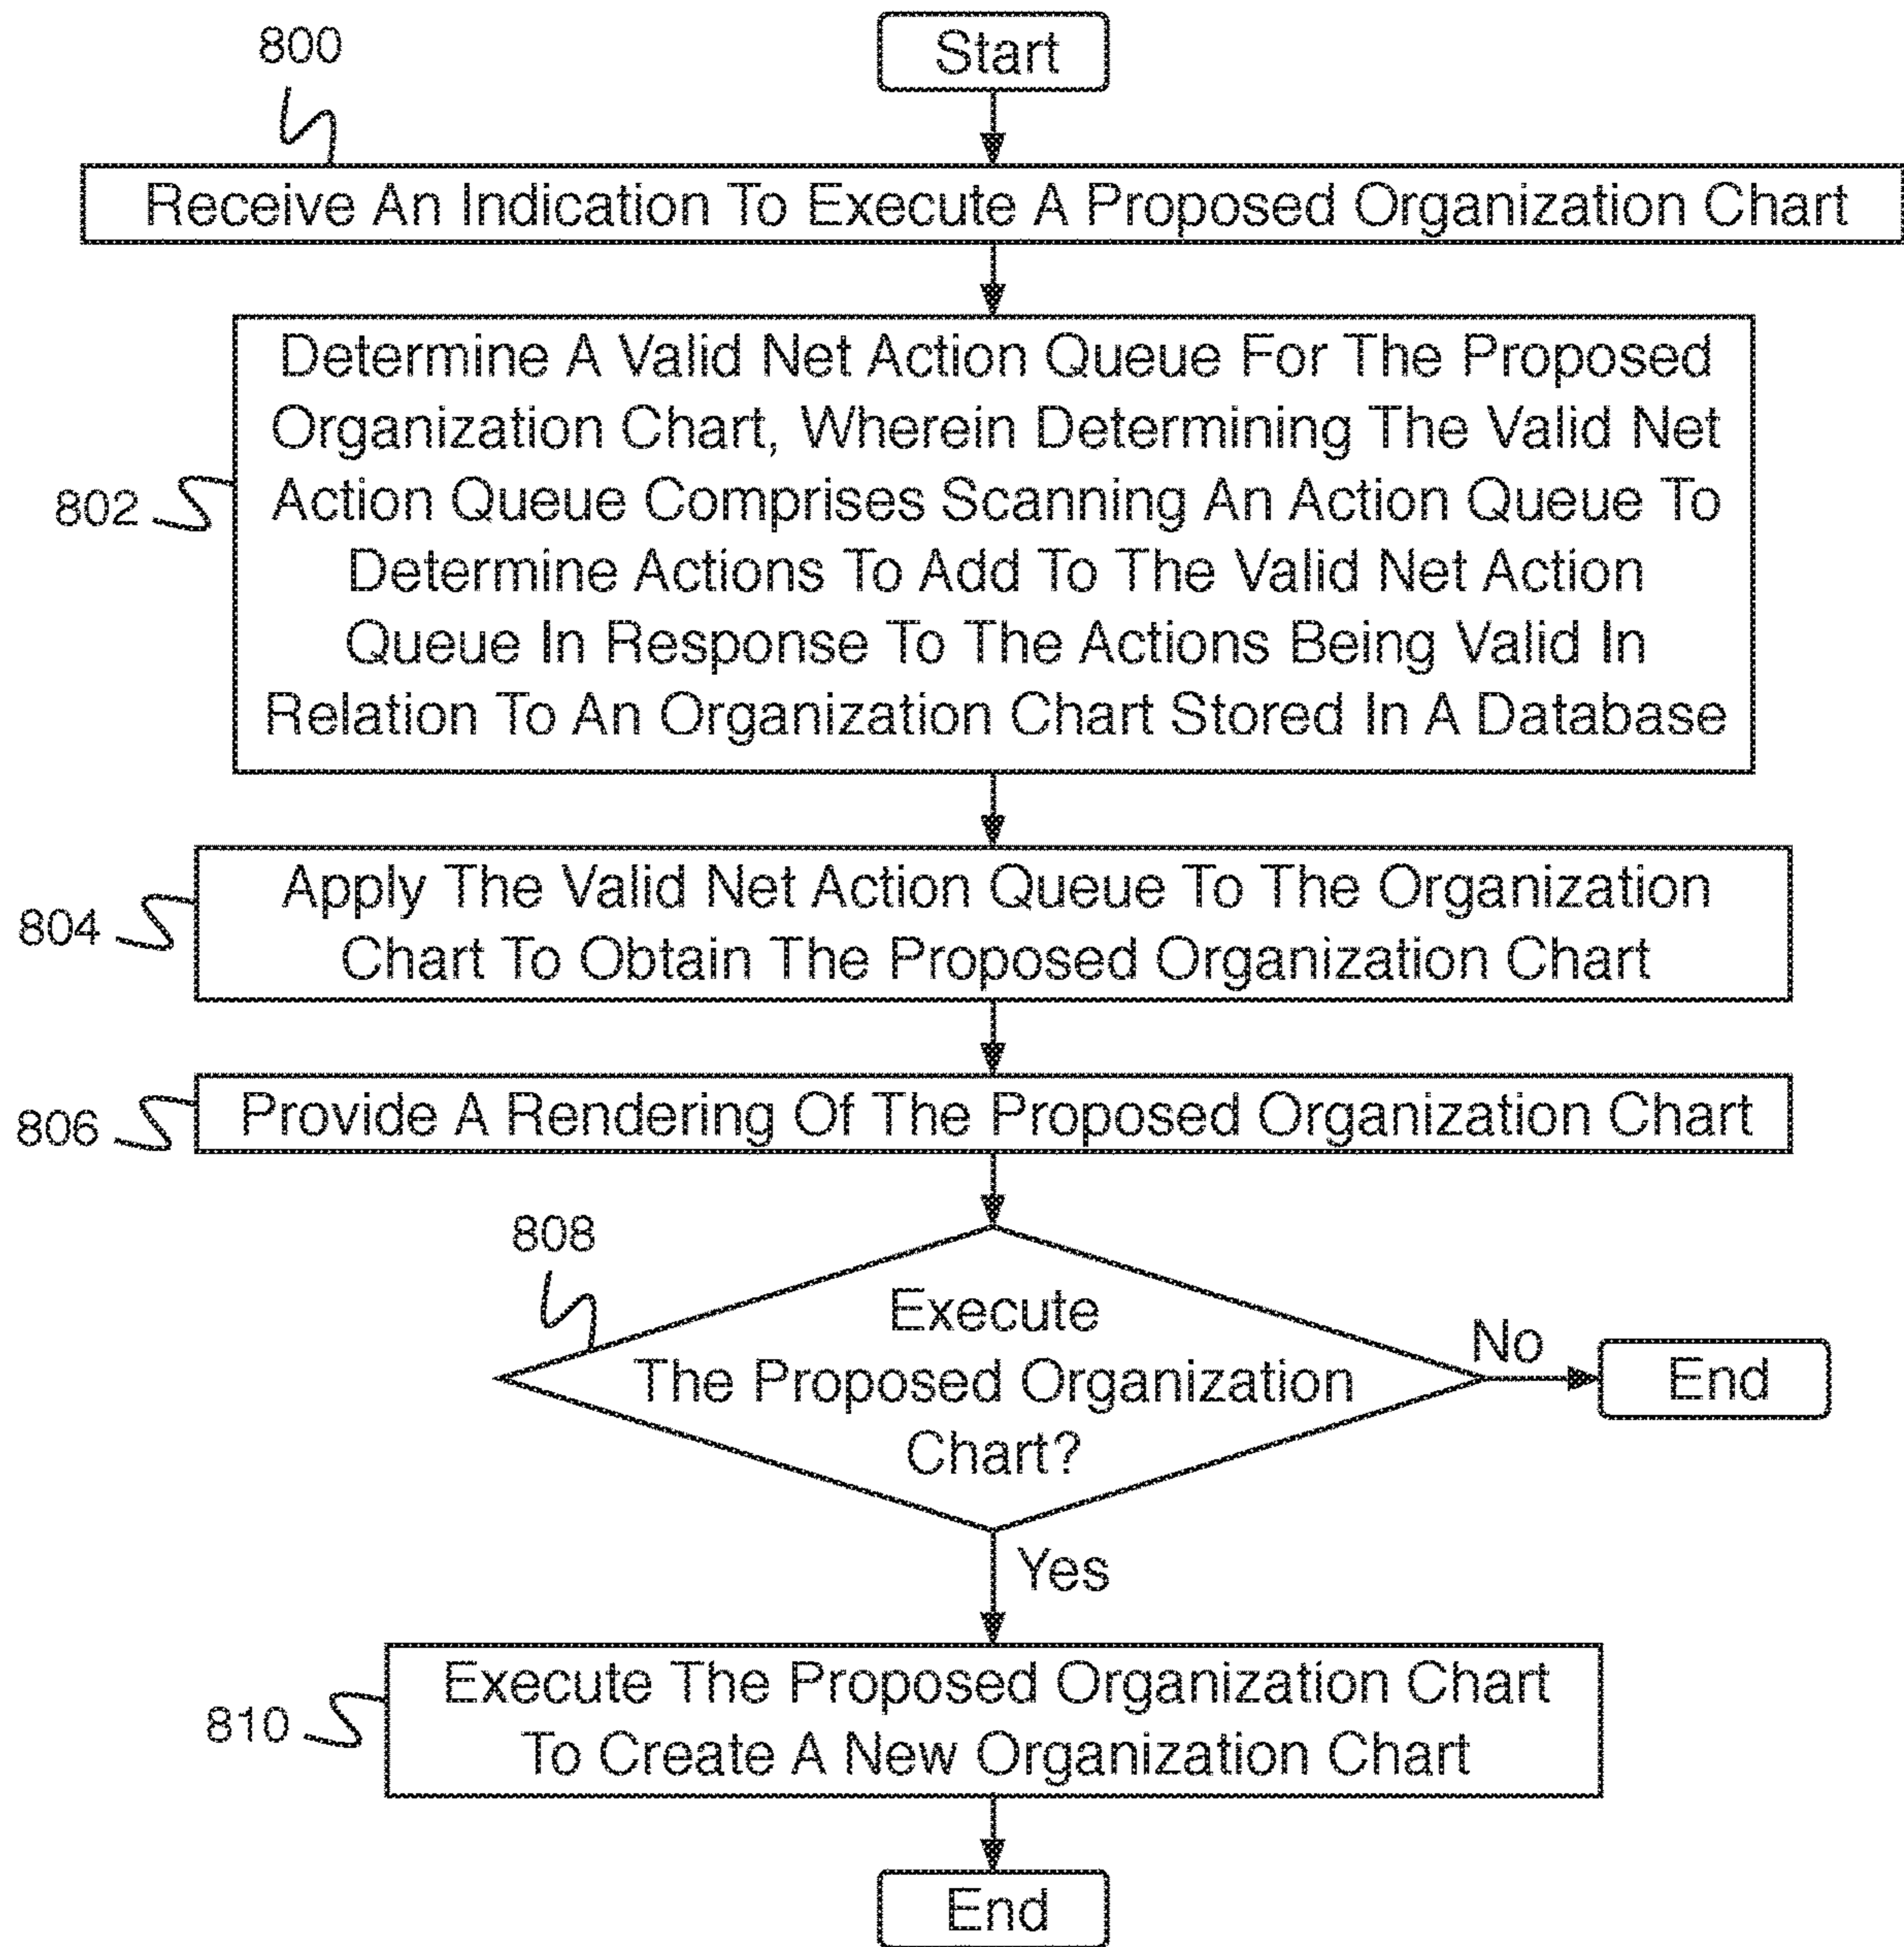 Start
800
Receive An Indication To Execute A Proposed Organization Chart
802
Determine A Valid Net Action Queue For The Proposed
Organization Chart, Wherein Determining The Valid Net
Action Queue Comprises Scanning An Action Queue To
Determine Actions To Add To The Valid Net Action
Queue In Response To The Actions Being Valid In
Relation To An Organization Chart Stored In A Database
804
Apply The Valid Net Action Queue To The Organization
Chart To Obtain The Proposed Organization Chart
806
Provide A Rendering Of The Proposed Organization Chart
808
Execute
The Proposed Organization
Chart?
No
End
Yes
810
Execute The Proposed Organization Chart
To Create A New Organization Chart
End